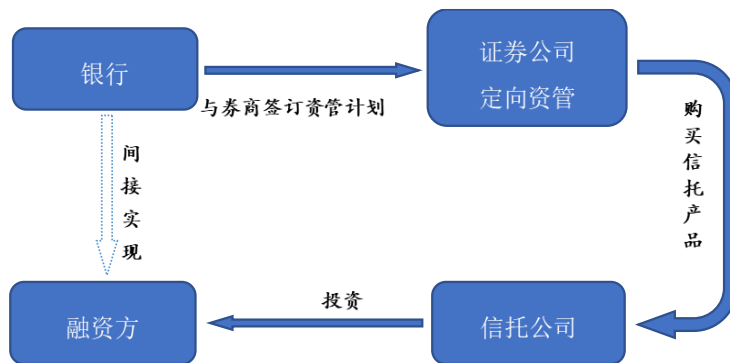 银行
证券公司
定向资管
与券商签订资管计划
购买信托产品
间接实现
投资
融资方
信托公司